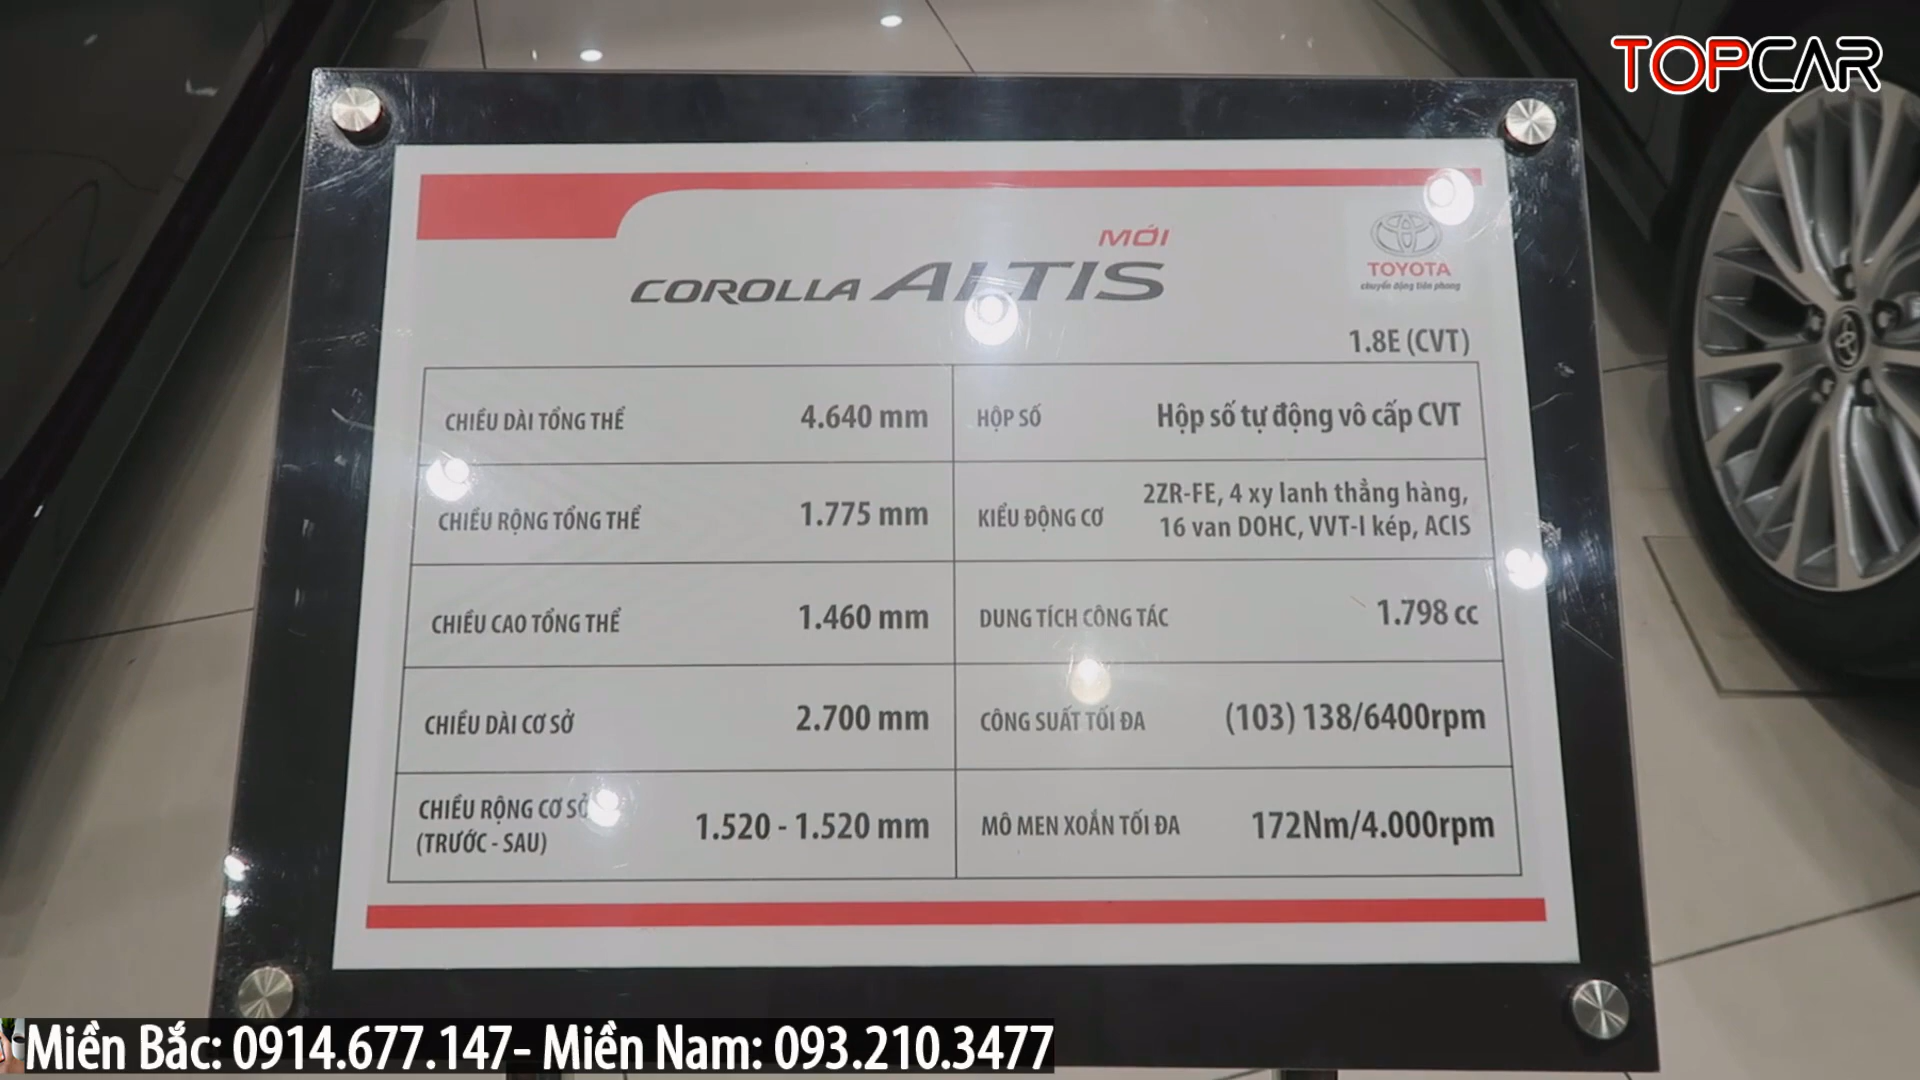 TOPCAR
MỚI
COROLLA ALTIS
TOYOTA
chuyển động tiên phong
1.8E (CVT)
CHIỀU DÀI TỔNG THỂ 4.640 mm
HỘP SỐ Hộp số tự động vô cấp CVT
CHIỀU RỘNG TỔNG THỂ 1.775 mm
KIỂU ĐỘNG CƠ 2ZR-FE, 4 xy lanh thẳng hàng,
16 van DOHC, VVT-I kép, ACIS
CHIỀU CAO TỔNG THỂ 1.460 mm
DUNG TÍCH CÔNG TÁC 1.798 cc
CHIỀU DÀI CƠ SỞ 2.700 mm
CÔNG SUẤT TỐI ĐA (103) 138/6400rpm
CHIỀU RỘNG CƠ SỞ
(TRƯỚC - SAU) 1.520 - 1.520 mm
MÔ MEN XOẮN TỐI ĐA 172Nm/4.000rpm
Miền Bắc: 0914.677.147- Miền Nam: 093.210.3477